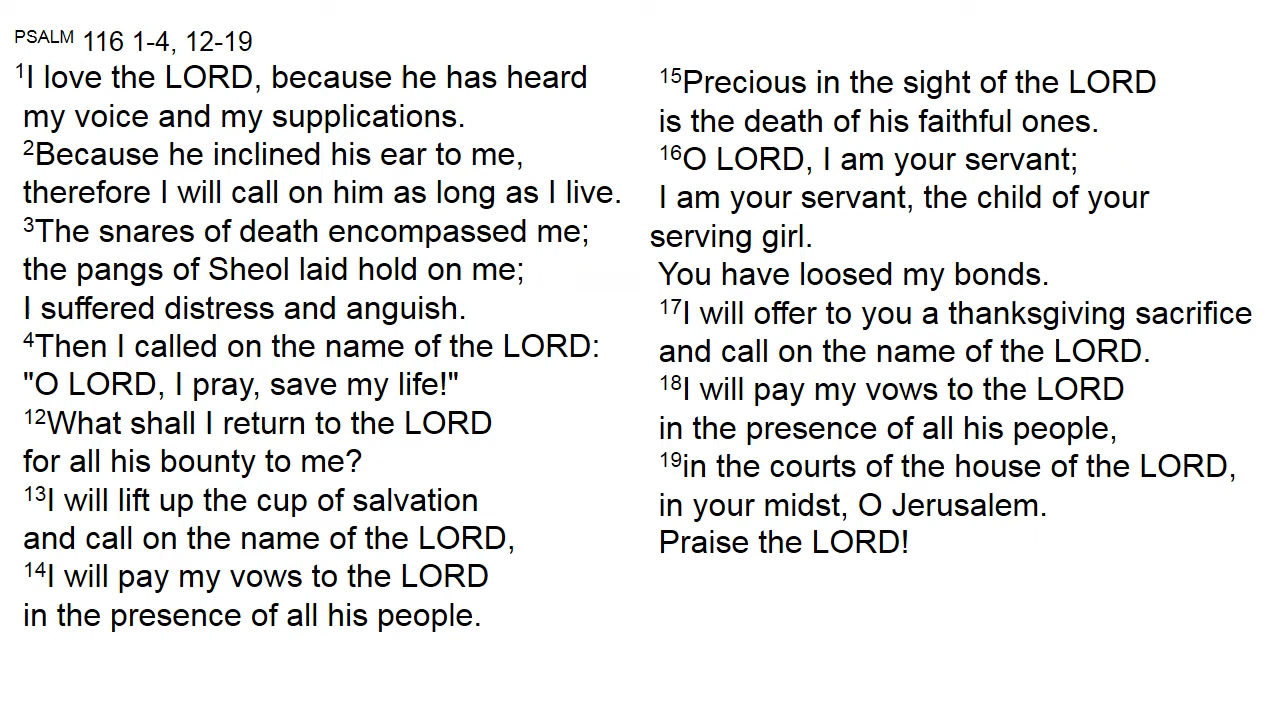 PSALM 116 1-4, 12-19
1I love the LORD, because he has heard
my voice and my supplications.
2Because he inclined his ear to me,
therefore I will call on him as long as I live.
3The snares of death encompassed me;
the pangs of Sheol laid hold on me;
I suffered distress and anguish.
4Then I called on the name of the LORD:
"O LORD, I pray, save my life!"
12What shall I return to the LORD
for all his bounty to me?
13I will lift up the cup of salvation
and call on the name of the LORD,
14I will pay my vows to the LORD
in the presence of all his people.
15Precious in the sight of the LORD
is the death of his faithful ones.
16O LORD, I am your servant;
I am your servant, the child of your
serving girl.
You have loosed my bonds.
17I will offer to you a thanksgiving sacrifice
and call on the name of the LORD.
18I will pay my vows to the LORD
in the presence of all his people,
19in the courts of the house of the LORD,
in your midst, O Jerusalem.
Praise the LORD!